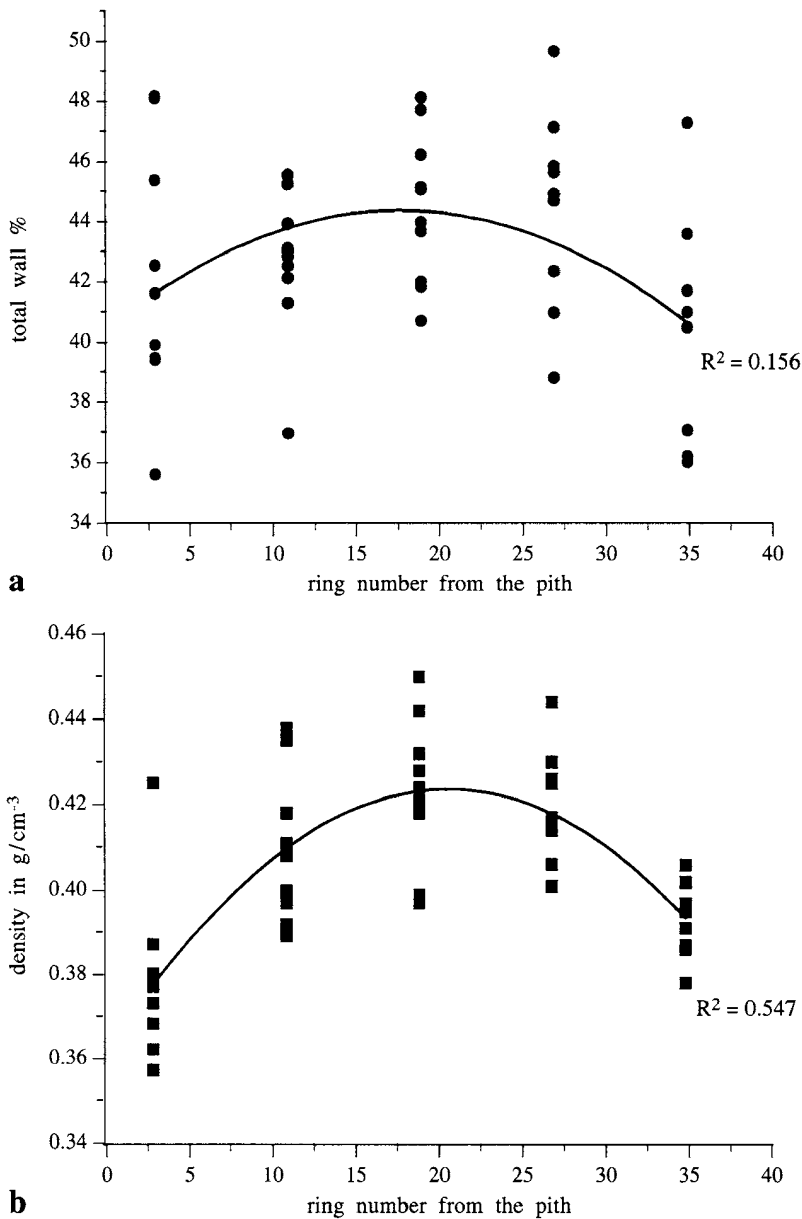 50
48
46
44
42
40
38
36
34
total wall %
R² = 0.156
0 5 10 15 20 25 30 35 40
ring number from the pith
a
0.46
0.44
0.42
0.40
0.38
0.36
0.34
density in g/cm⁻³
R² = 0.547
0 5 10 15 20 25 30 35 40
ring number from the pith
b